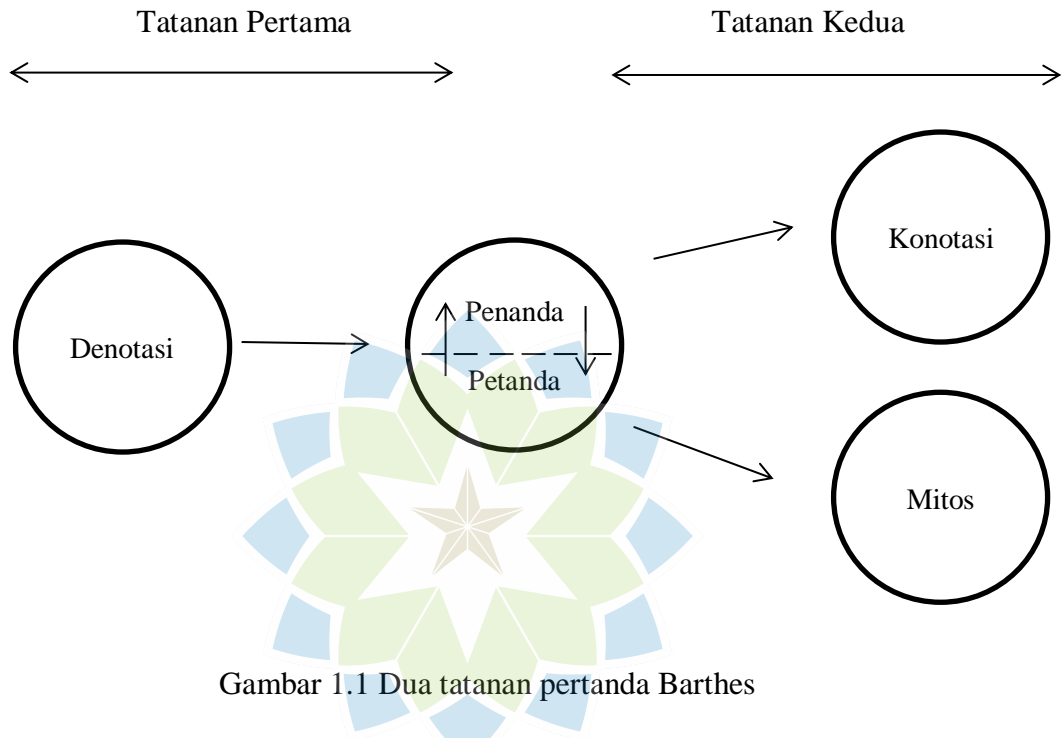 Tatanan Pertama
Tatanan Kedua
Denotasi
Penanda
Petanda
Konotasi
Mitos
Gambar 1.1 Dua tatanan pertanda Barthes